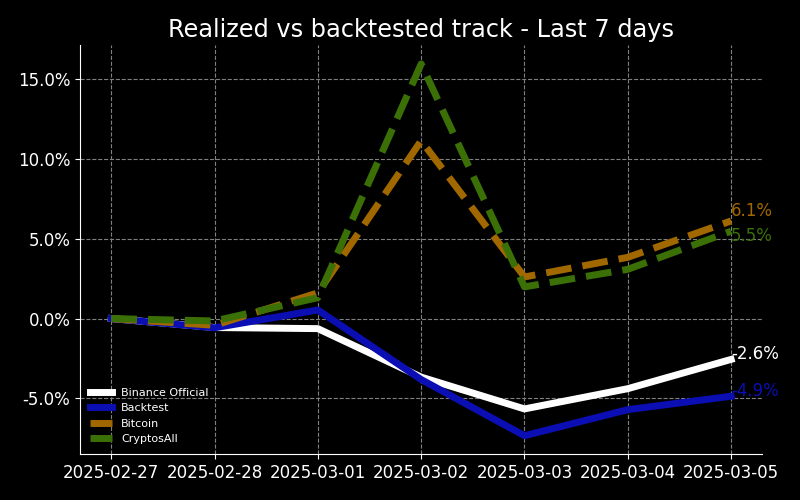 Realized vs backtested track - Last 7 days
15.0%
10.0%
5.0%
0.0%
-5.0%
6.1%
5.5%
-2.6%
-4.9%
Binance Official
Backtest
Bitcoin
CryptosAll
2025-02-27 2025-02-28 2025-03-01 2025-03-02 2025-03-03 2025-03-04 2025-03-05